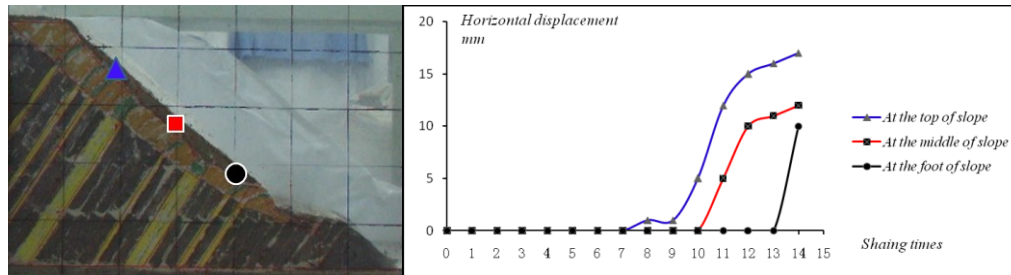 20
Horizontal displacement
mm
15
10
5
0
0 1 2 3 4 5 6 7 8 9 10 11 12 13 14 15
Shaing times
At the top of slope
At the middle of slope
At the foot of slope